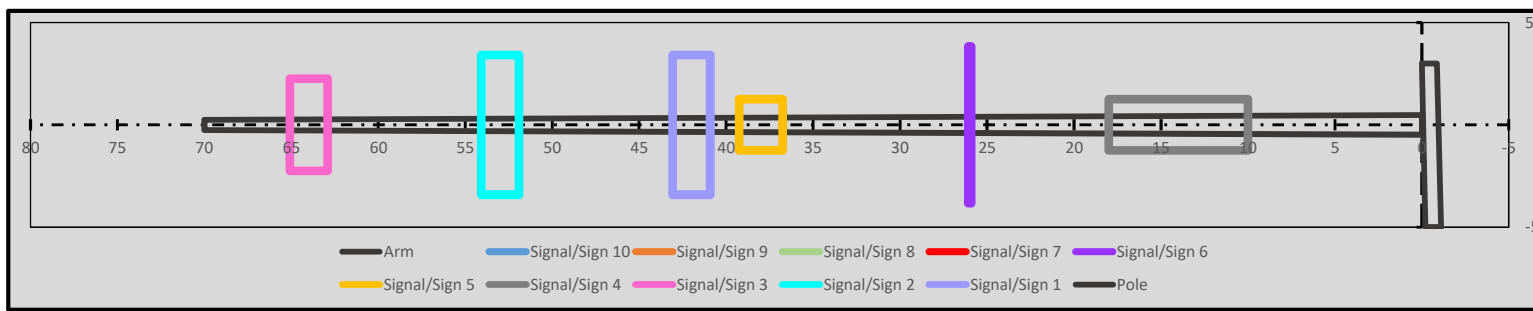 5
80 75 70 65 60 55 50 45 40 35 30 25 20 15 10 5 0 -5
-5
Arm Signal/Sign 10 Signal/Sign 9 Signal/Sign 8 Signal/Sign 7 Signal/Sign 6
Signal/Sign 5 Signal/Sign 4 Signal/Sign 3 Signal/Sign 2 Signal/Sign 1 Pole